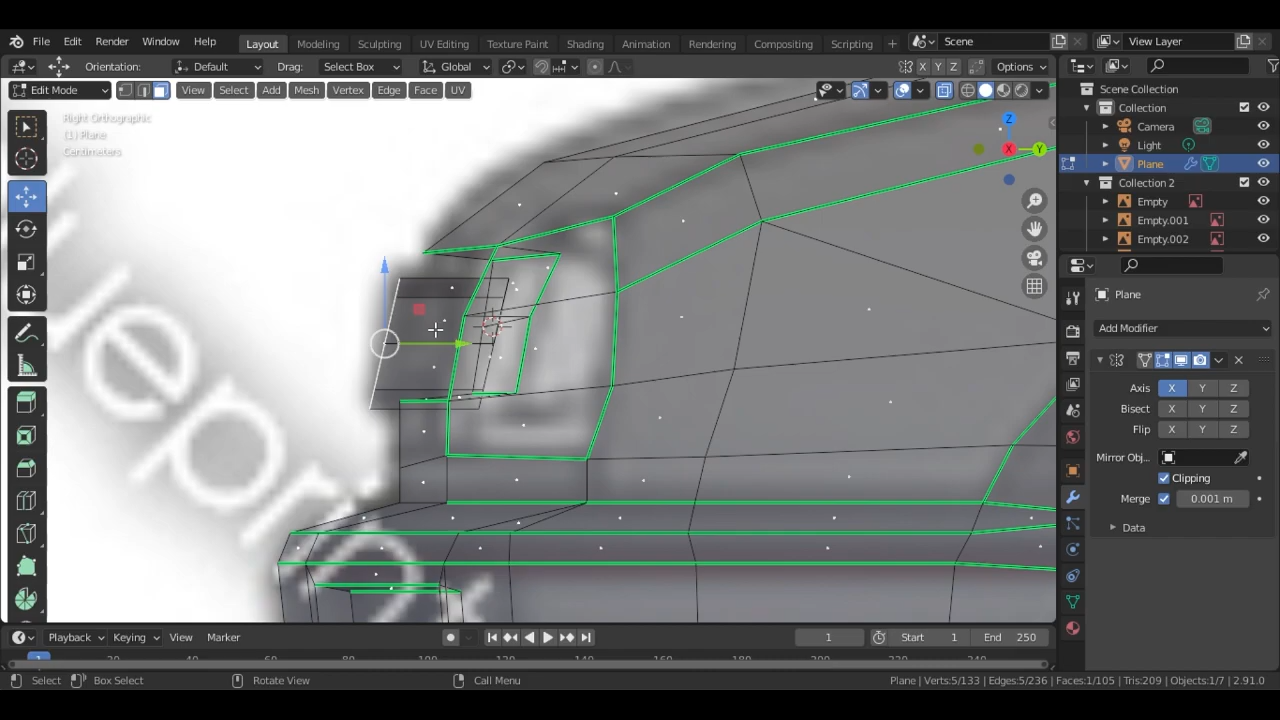 File Edit Render Window Help Layout Modeling Sculpting UV Editing Texture Paint Shading Animation Rendering Compositing Scripting + Scene View Layer
Orientation: Default Drag: Select Box Global X Y Z Options
Edit Mode View Select Add Mesh Vertex Edge Face UV
Right Orthographic
(1) Plane
Centimeters
Z
X
Y
Scene Collection
Collection
Camera
Light
Plane
Collection 2
Empty
Empty.001
Empty.002
Plane
Add Modifier
Axis X Y Z
Bisect X Y Z
Flip X Y Z
Mirror Obj..
Clipping
Merge 0.001 m
Data
Playback Keying View Marker 1 Start 1 End 250
1
Select Box Select Rotate View Call Menu Plane | Verts:5/133 | Edges:5/236 | Faces:1/105 | Tris:209 | Objects:1/7 | 2.91.0